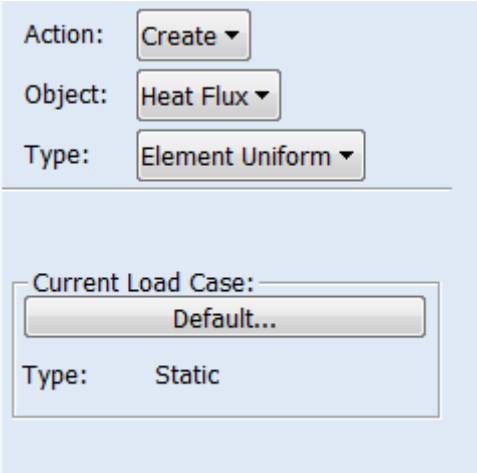 Action: Create
Object: Heat Flux
Type: Element Uniform
Current Load Case:
Default...
Type: Static